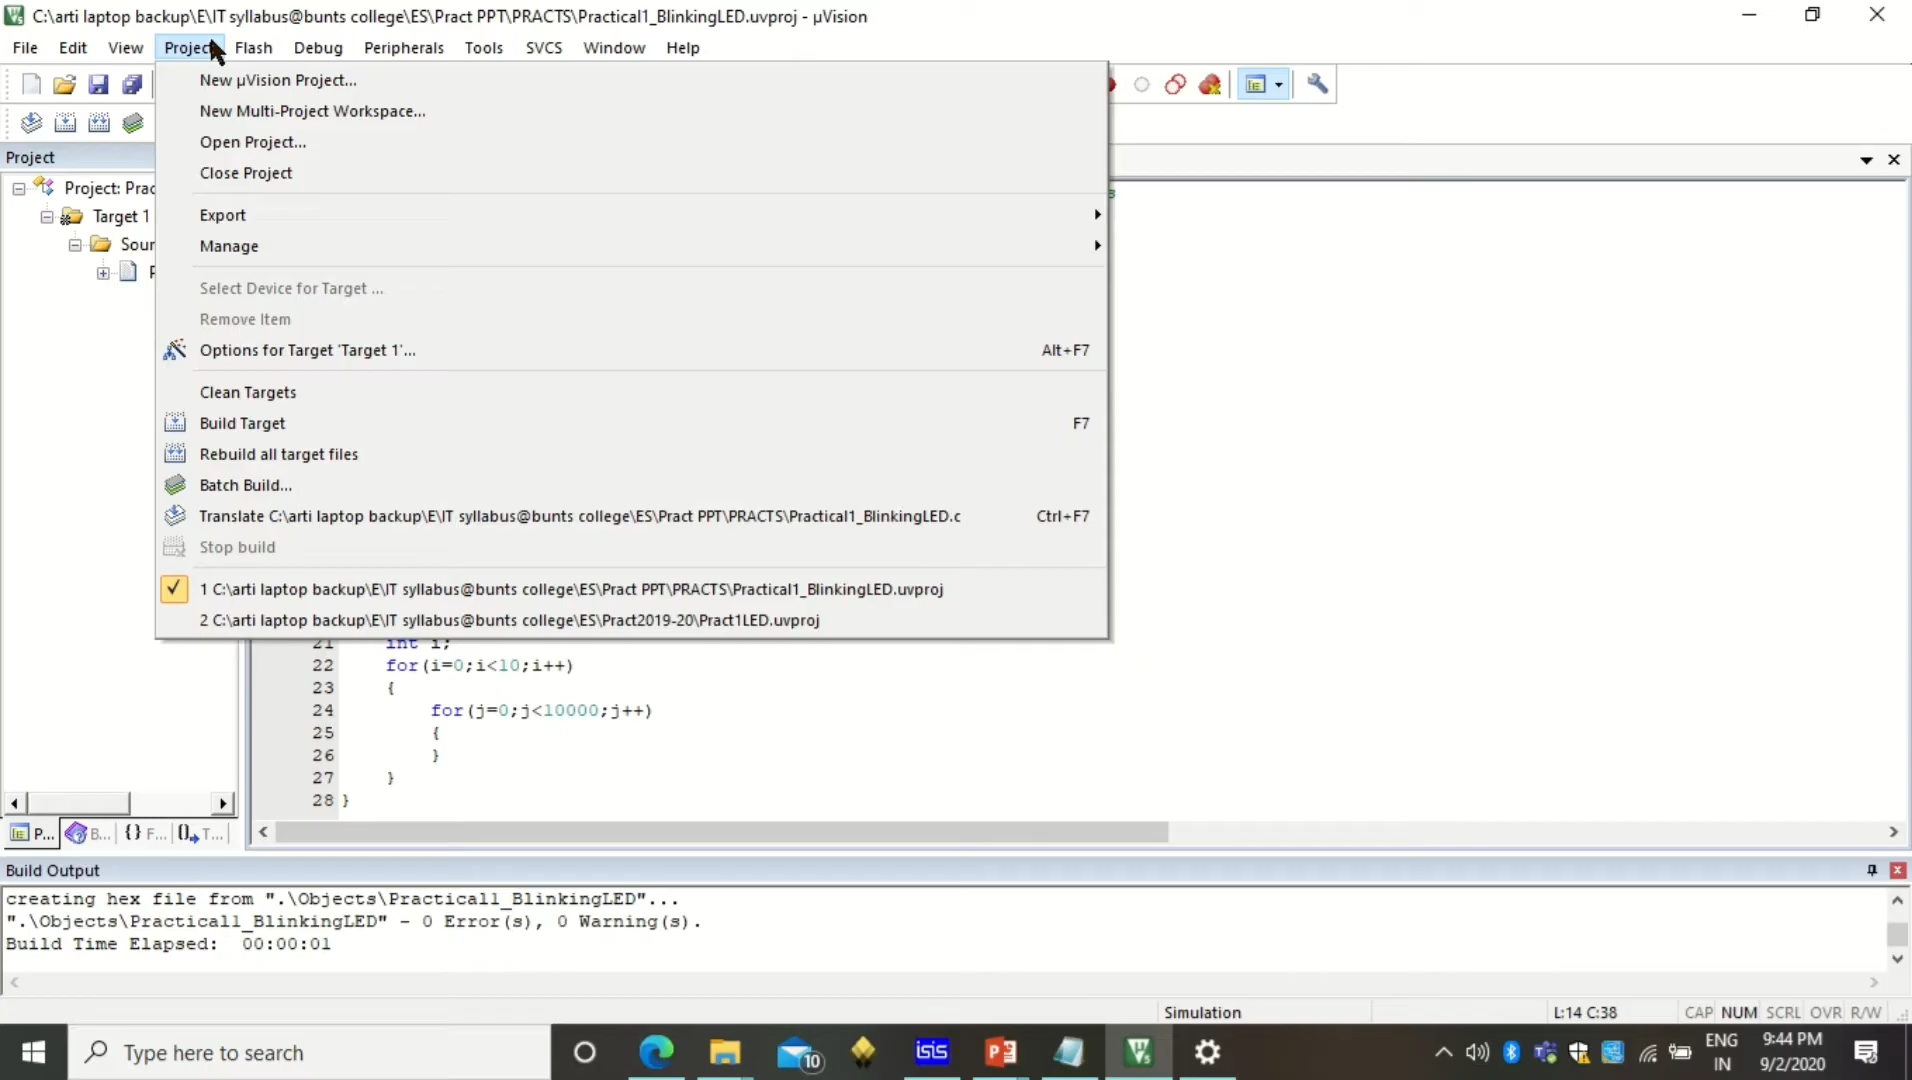 C:\arti laptop backup\E\IT syllabus@bunts college\ES\Pract PPT\PRACTS\Practical1_BlinkingLED.uvproj - µVision
File Edit View Project Flash Debug Peripherals Tools SVCS Window Help
New µVision Project...
New Multi-Project Workspace...
Open Project...
Close Project
Export
Manage
Select Device for Target ...
Remove Item
Options for Target 'Target 1'... Alt+F7
Clean Targets
Build Target F7
Rebuild all target files
Batch Build...
Translate C:\arti laptop backup\E\IT syllabus@bunts college\ES\Pract PPT\PRACTS\Practical1_BlinkingLED.c Ctrl+F7
Stop build
1 C:\arti laptop backup\E\IT syllabus@bunts college\ES\Pract PPT\PRACTS\Practical1_BlinkingLED.uvproj
2 C:\arti laptop backup\E\IT syllabus@bunts college\ES\Pract2019-20\Pract1LED.uvproj
Project
Project: Prac
Target 1
Sour
P
s
21 int i;
22 for(i=0;i<10;i++)
23 {
24 for(j=0;j<10000;j++)
25 {
26 }
27 }
28 }
P... B... {} F... T...
Build Output
creating hex file from ".\Objects\Practical1_BlinkingLED"...
".\Objects\Practical1_BlinkingLED" - 0 Error(s), 0 Warning(s).
Build Time Elapsed: 00:00:01
Simulation L:14 C:38 CAP NUM SCRL OVR R/W
Type here to search
10
isis
ENG
IN
9:44 PM
9/2/2020